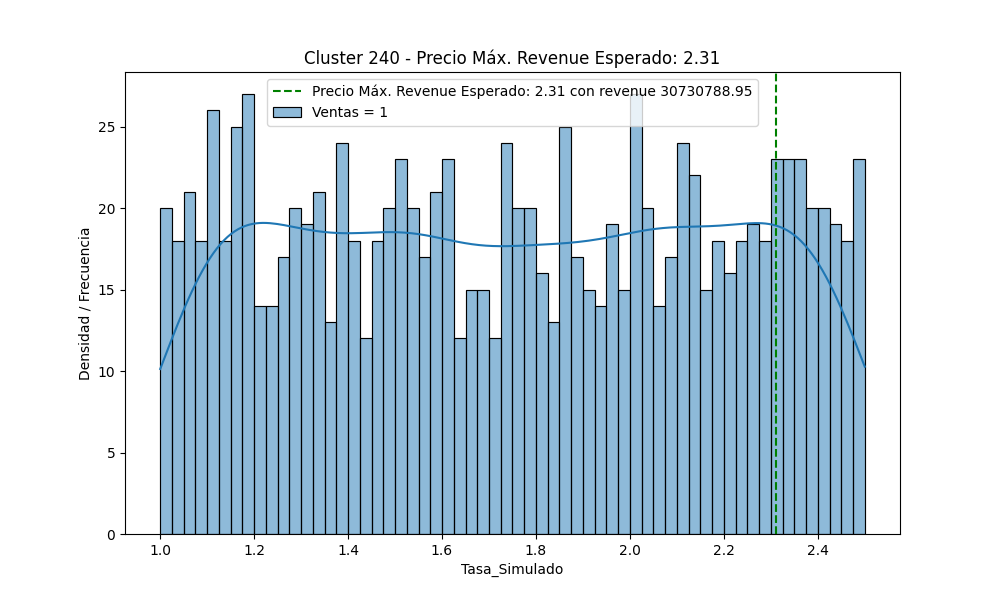 Cluster 240 - Precio Máx. Revenue Esperado: 2.31
Precio Máx. Revenue Esperado: 2.31 con revenue 30730788.95
Ventas = 1
Densidad / Frecuencia
25
20
15
10
5
0
1.0 1.2 1.4 1.6 1.8 2.0 2.2 2.4
Tasa_Simulado